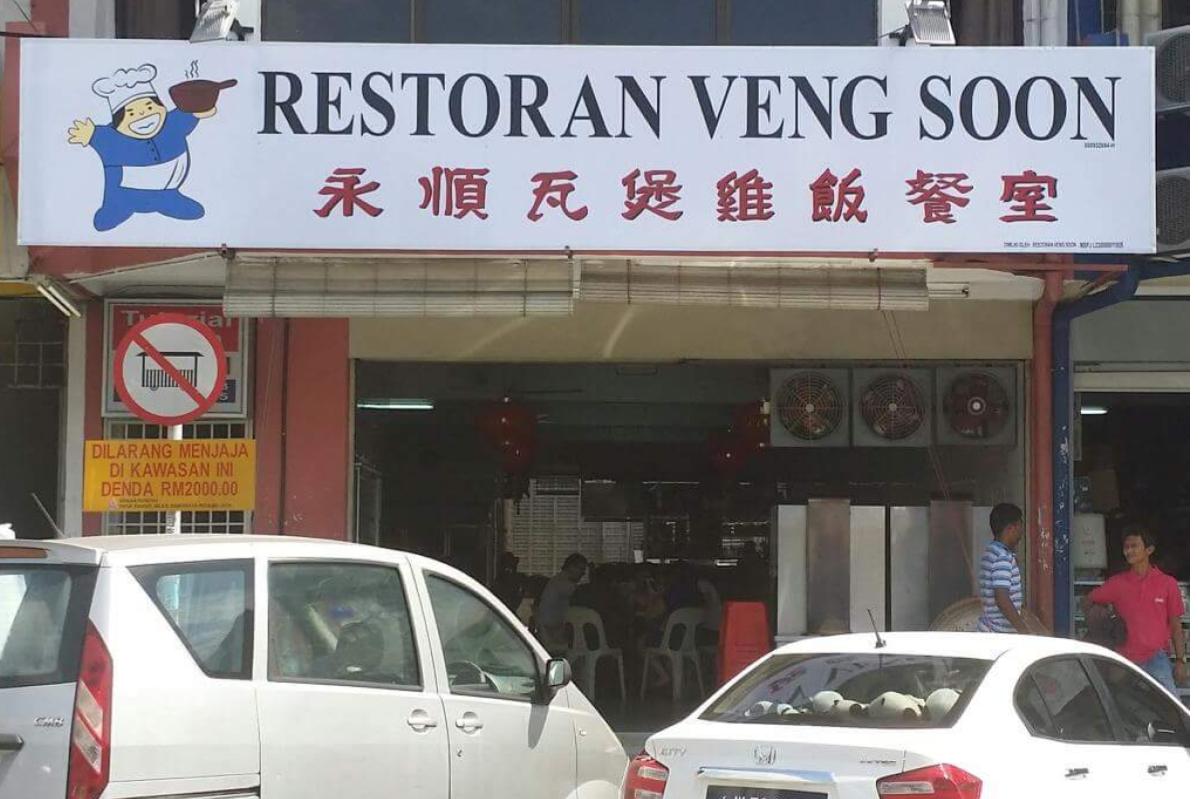 RESTORAN VENG SOON
永順瓦煲雞飯餐室
DILARANG MENJAJA
DI KAWASAN INI
DENDA RM2000.00
CITY